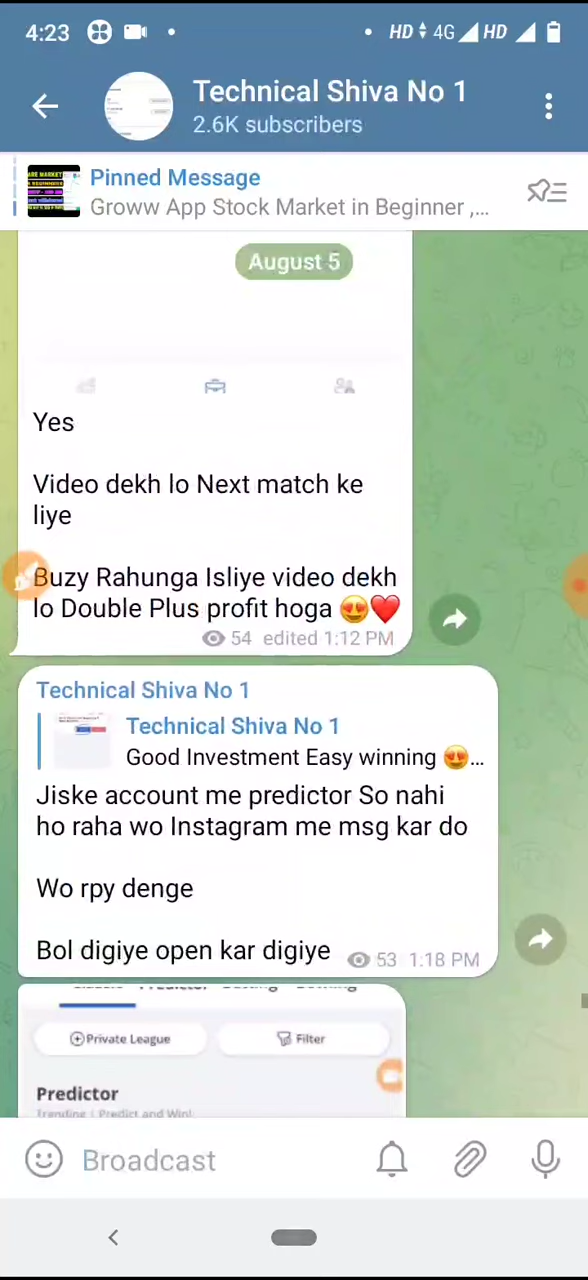 4:23 HD 4G HD
Technical Shiva No 1
2.6K subscribers
Pinned Message
Groww App Stock Market in Beginner ,...
August 5
Yes
Video dekh lo Next match ke
liye
Buzy Rahunga Isliye video dekh
lo Double Plus profit hoga 😍❤️
54 edited 1:12 PM
Technical Shiva No 1
Technical Shiva No 1
Good Investment Easy winning 😍...
Jiske account me predictor So nahi
ho raha wo Instagram me msg kar do
Wo rpy denge
Bol digiye open kar digiye 53 1:18 PM
Private League Filter
Predictor
Trending | Predict and Win!
Broadcast